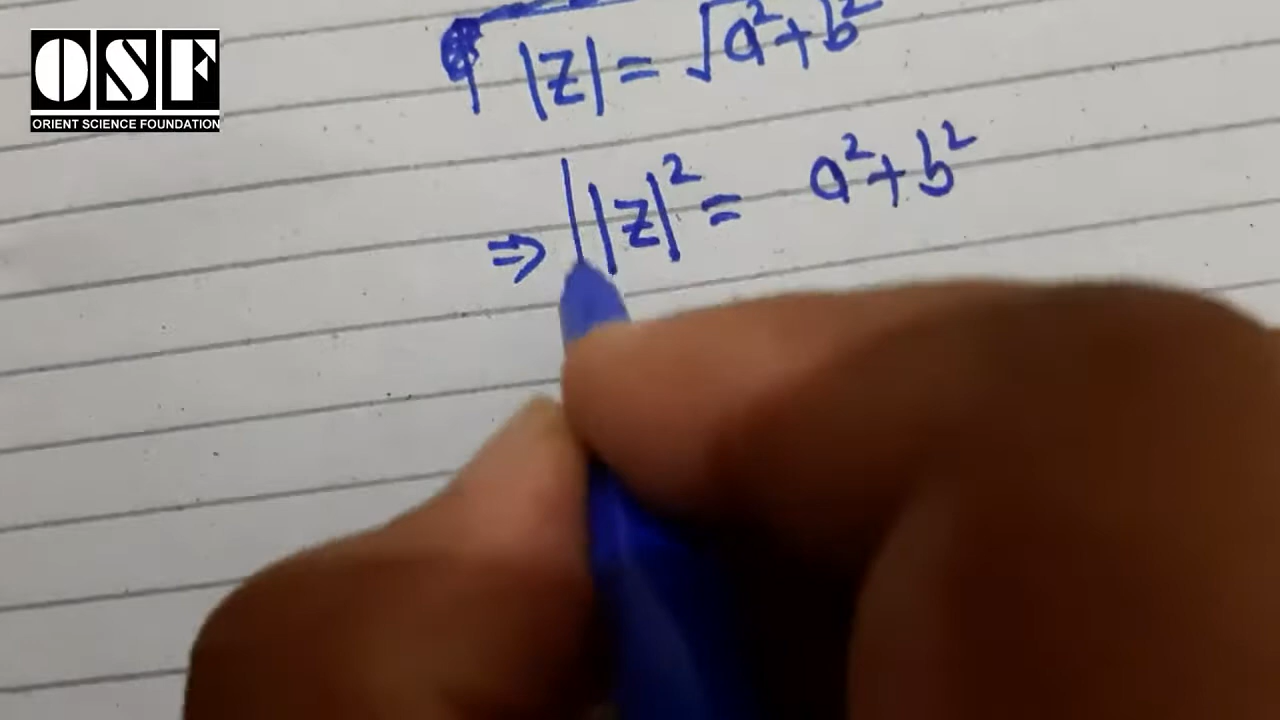 OSF
ORIENT SCIENCE FOUNDATION
|z| = √a²+b²
⇒ |z|² = a²+b²